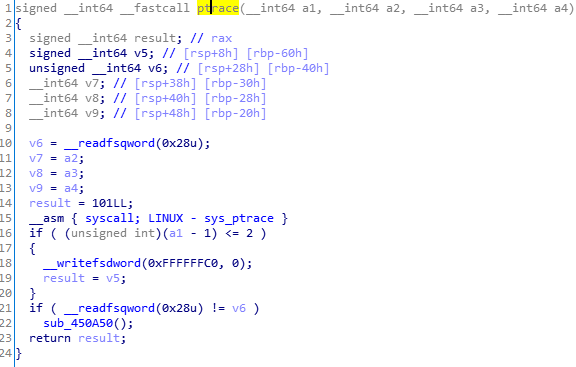 1 signed __int64 __fastcall ptrace(__int64 a1, __int64 a2, __int64 a3, __int64 a4)
2 {
3 signed __int64 result; // rax
4 signed __int64 v5; // [rsp+8h] [rbp-60h]
5 unsigned __int64 v6; // [rsp+28h] [rbp-40h]
6 __int64 v7; // [rsp+38h] [rbp-30h]
7 __int64 v8; // [rsp+40h] [rbp-28h]
8 __int64 v9; // [rsp+48h] [rbp-20h]
9
10 v6 = __readfsqword(0x28u);
11 v7 = a2;
12 v8 = a3;
13 v9 = a4;
14 result = 101LL;
15 __asm { syscall; LINUX - sys_ptrace }
16 if ( (unsigned int)(a1 - 1) <= 2 )
17 {
18 __writefsdword(0xFFFFFFC0, 0);
19 result = v5;
20 }
21 if ( __readfsqword(0x28u) != v6 )
22 sub_450A50();
23 return result;
24 }